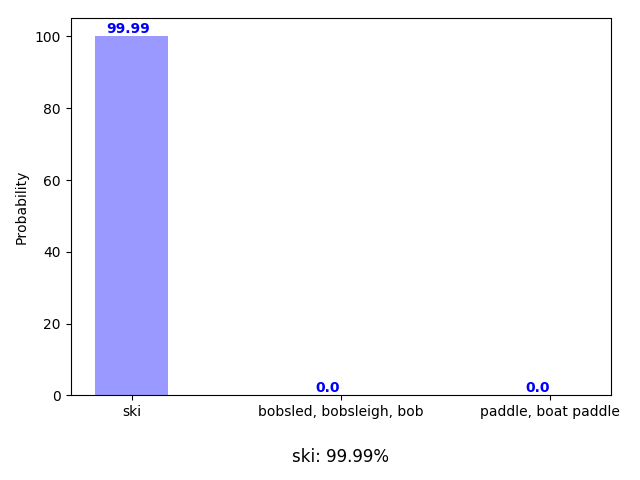 99.99
100
80
60
40
20
0
Probability
0.0
0.0
ski
bobsled, bobsleigh, bob
paddle, boat paddle
ski: 99.99%